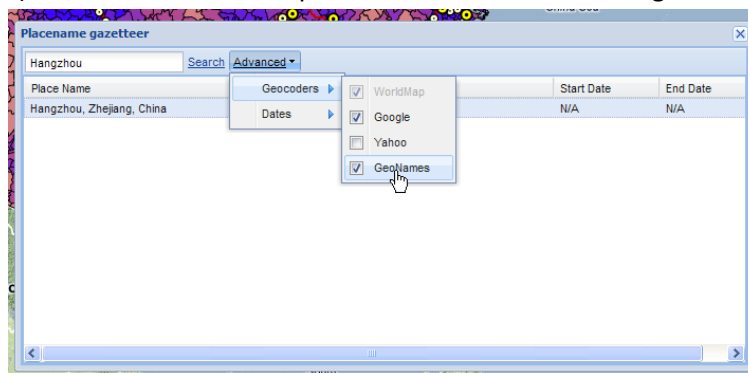 Placename gazetteer
Hangzhou Search Advanced
Place Name Start Date End Date
Hangzhou, Zhejiang, China N/A N/A
Geocoders
Dates
WorldMap
Google
Yahoo
GeoNames